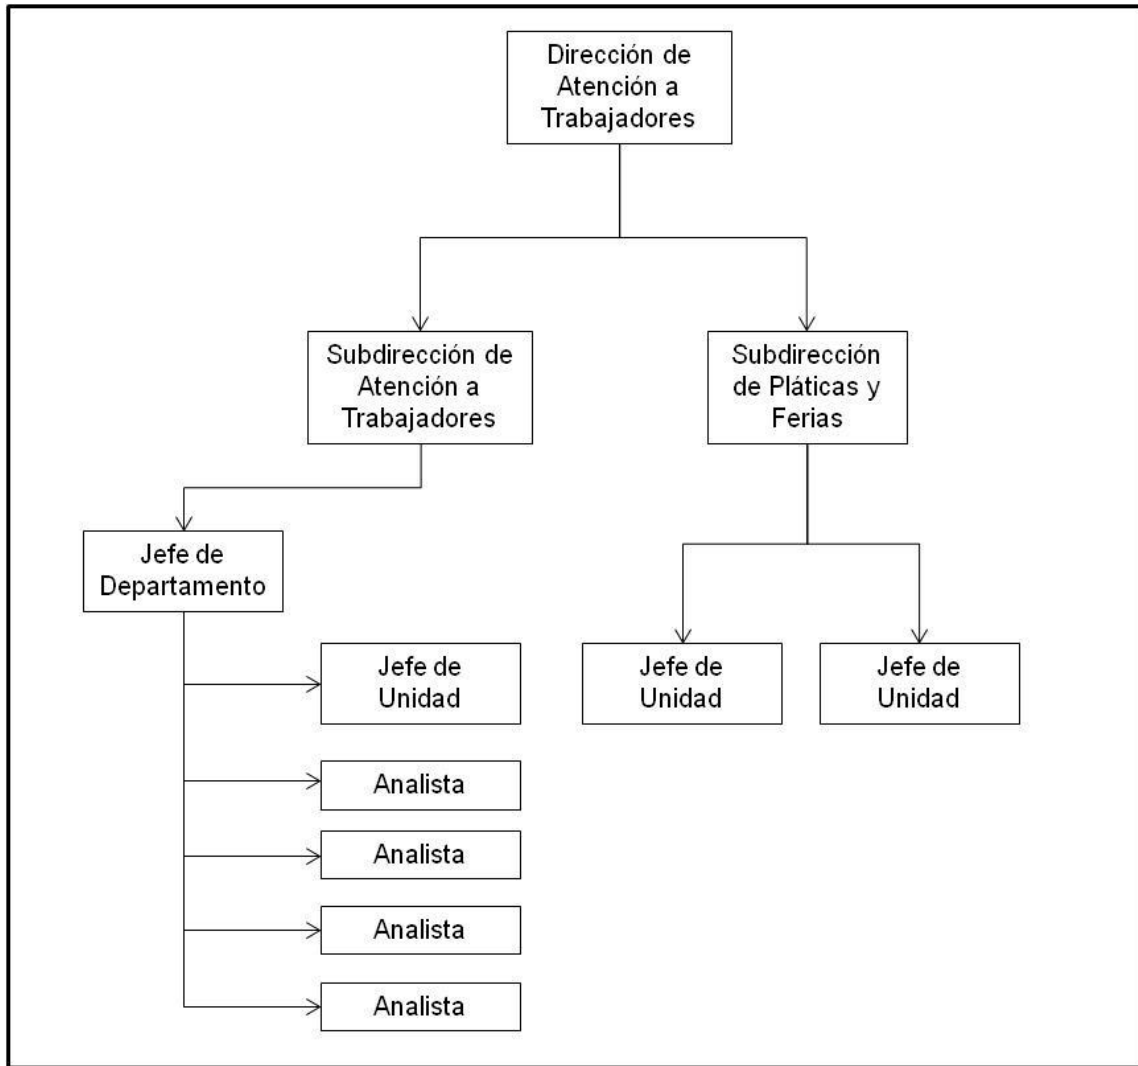 Dirección de
Atención a
Trabajadores
Subdirección de
Atención a
Trabajadores
Subdirección
de Pláticas y
Ferias
Jefe de
Departamento
Jefe de
Unidad
Jefe de
Unidad
Jefe de
Unidad
Analista
Analista
Analista
Analista